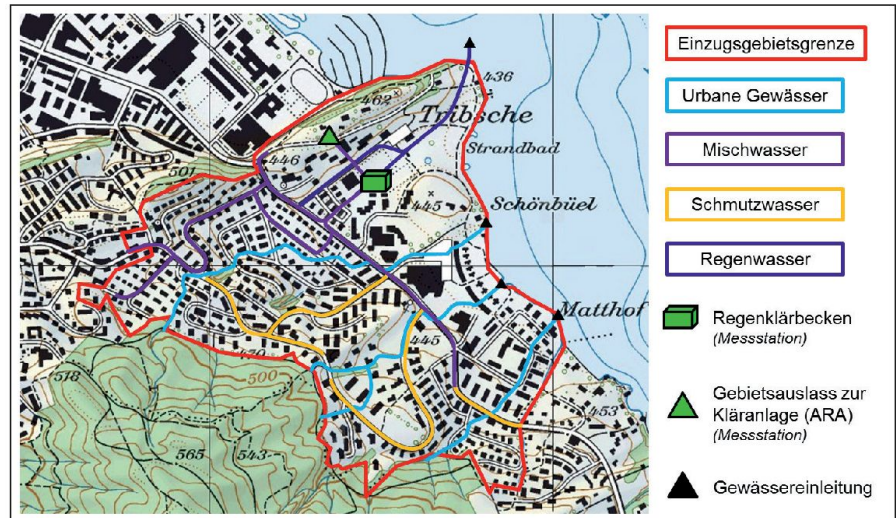 Einzugsgebietsgrenze
Urbane Gewässer
Mischwasser
Schmutzwasser
Regenwasser
Regenklärbecken
(Messstation)
Gebietsauslass zur
Kläranlage (ARA)
(Messstation)
Gewässereinleitung
436
462
Tribsche
Strandbad
446
501
445
Schönbüel
Matthof
445
470
500
518
453
565
543